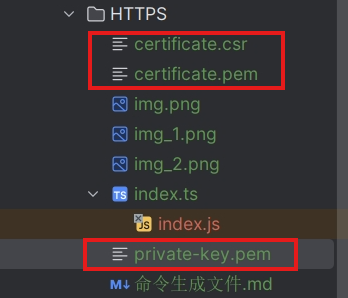 HTTPS
certificate.csr
certificate.pem
img.png
img_1.png
img_2.png
TS index.ts
JS index.js
private-key.pem
M↓ 命令生成文件.md